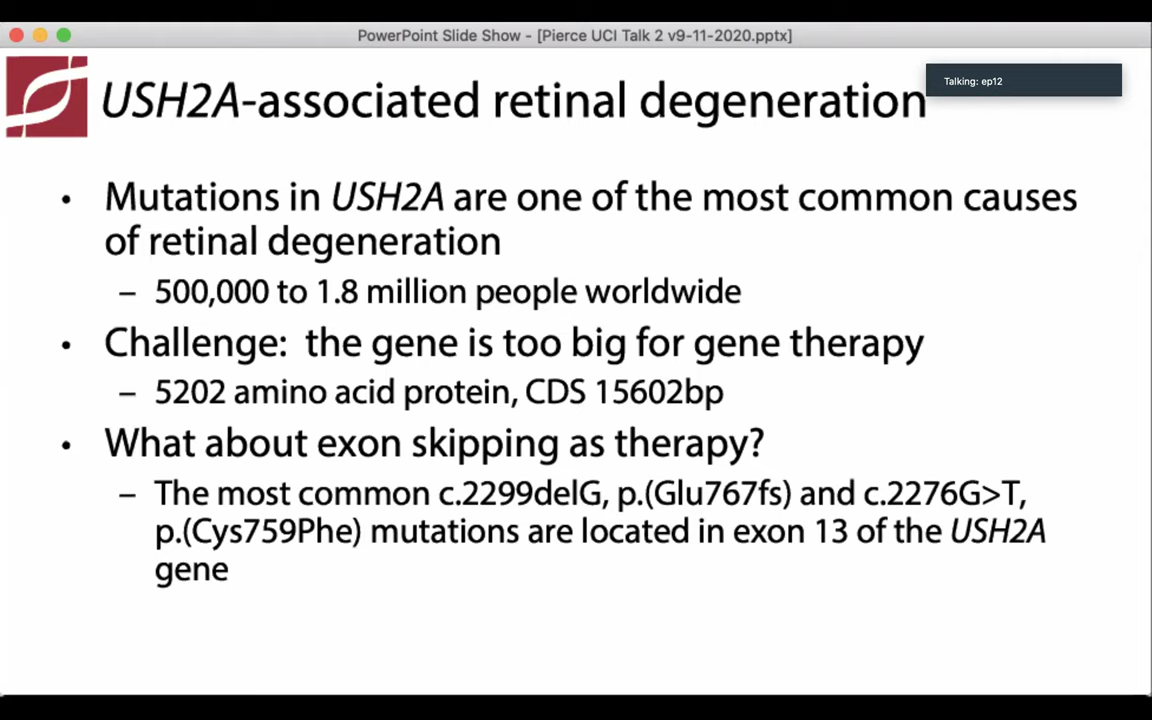 PowerPoint Slide Show - [Pierce UCI Talk 2 v9-11-2020.pptx]
Talking: ep12
USH2A-associated retinal degeneration
• Mutations in USH2A are one of the most common causes
of retinal degeneration
– 500,000 to 1.8 million people worldwide
• Challenge: the gene is too big for gene therapy
– 5202 amino acid protein, CDS 15602bp
• What about exon skipping as therapy?
– The most common c.2299delG, p.(Glu767fs) and c.2276G>T,
p.(Cys759Phe) mutations are located in exon 13 of the USH2A
gene